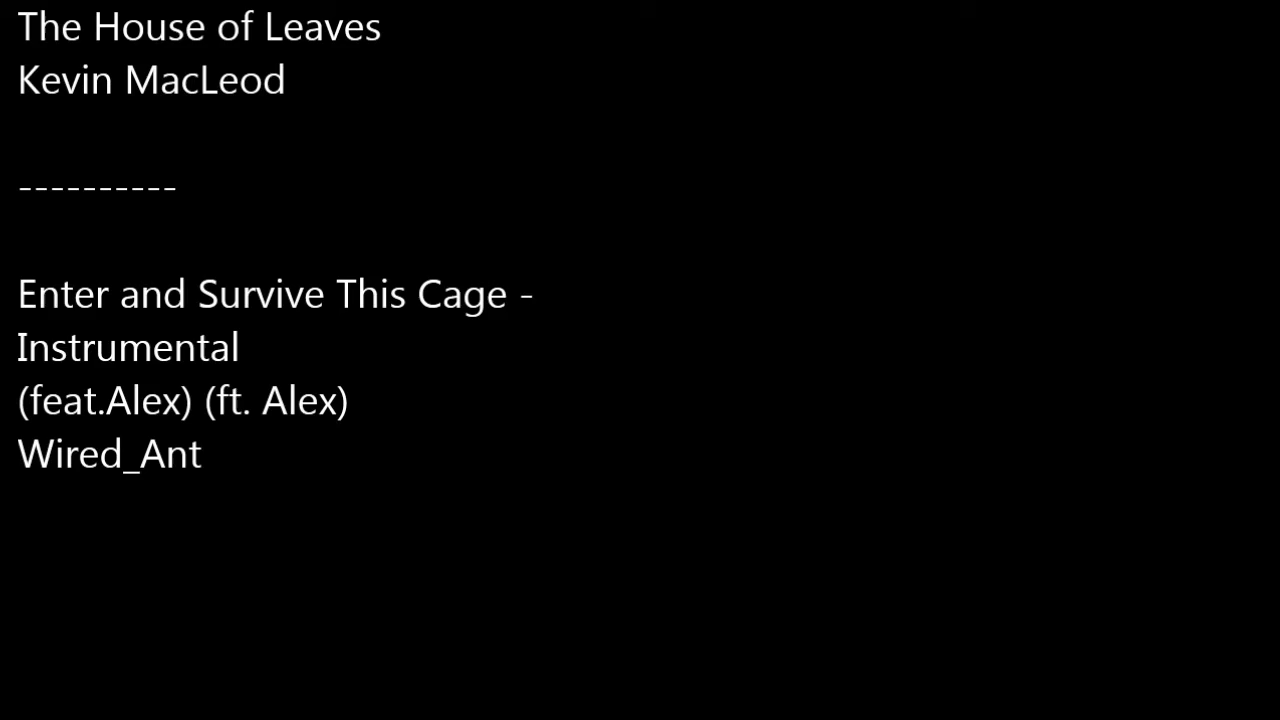 The House of Leaves
Kevin MacLeod
----------
Enter and Survive This Cage -
Instrumental
(feat.Alex) (ft. Alex)
Wired_Ant